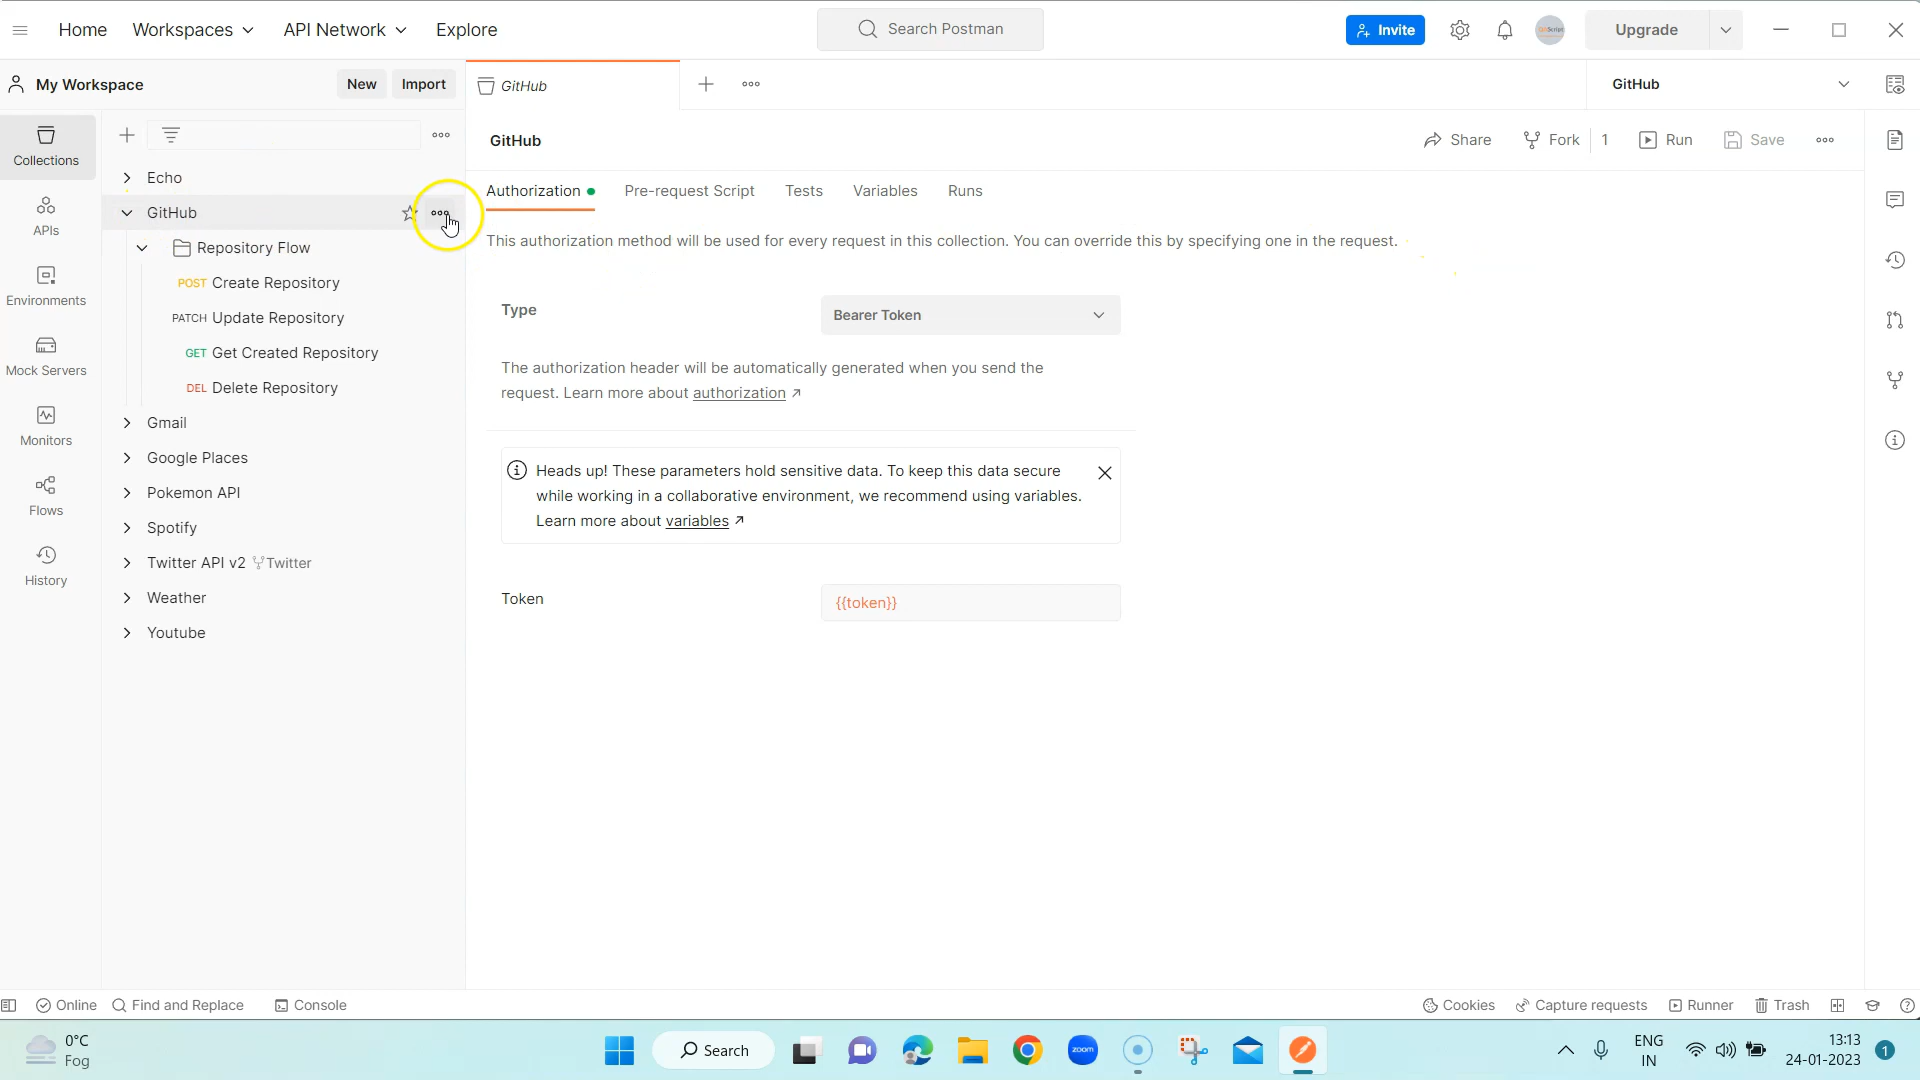 Home Workspaces API Network Explore Search Postman Invite Upgrade
My Workspace New Import GitHub GitHub
Collections
APIs
Environments
Mock Servers
Monitors
Flows
History
Echo
GitHub
Repository Flow
POST Create Repository
PATCH Update Repository
GET Get Created Repository
DEL Delete Repository
Gmail
Google Places
Pokemon API
Spotify
Twitter API v2 Twitter
Weather
Youtube
GitHub Share Fork 1 Run Save
Authorization Pre-request Script Tests Variables Runs
This authorization method will be used for every request in this collection. You can override this by specifying one in the request.
Type Bearer Token
The authorization header will be automatically generated when you send the
request. Learn more about authorization ↗
Heads up! These parameters hold sensitive data. To keep this data secure
while working in a collaborative environment, we recommend using variables.
Learn more about variables ↗
Token {{token}}
Online Find and Replace Console Cookies Capture requests Runner Trash
0°C
Fog
Search
zoom
ENG
IN
13:13
24-01-2023
1